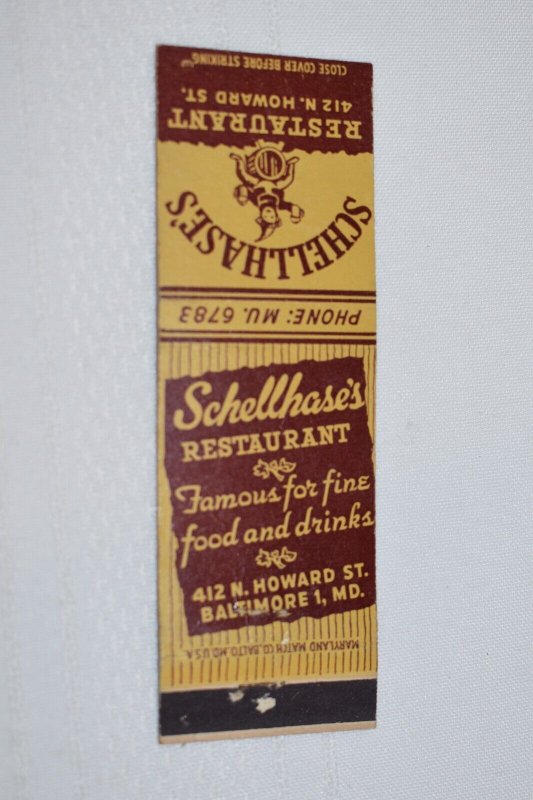 CLOSE COVER BEFORE STRIKING
412 N. HOWARD ST.
RESTAURANT
SCHELLHASE'S
PHONE: MU. 6783
Schellhase's
RESTAURANT
Famous for fine
food and drinks
412 N. HOWARD ST.
BALTIMORE 1, MD.
MARYLAND MATCH CO. BALTO. MD. U.S.A.